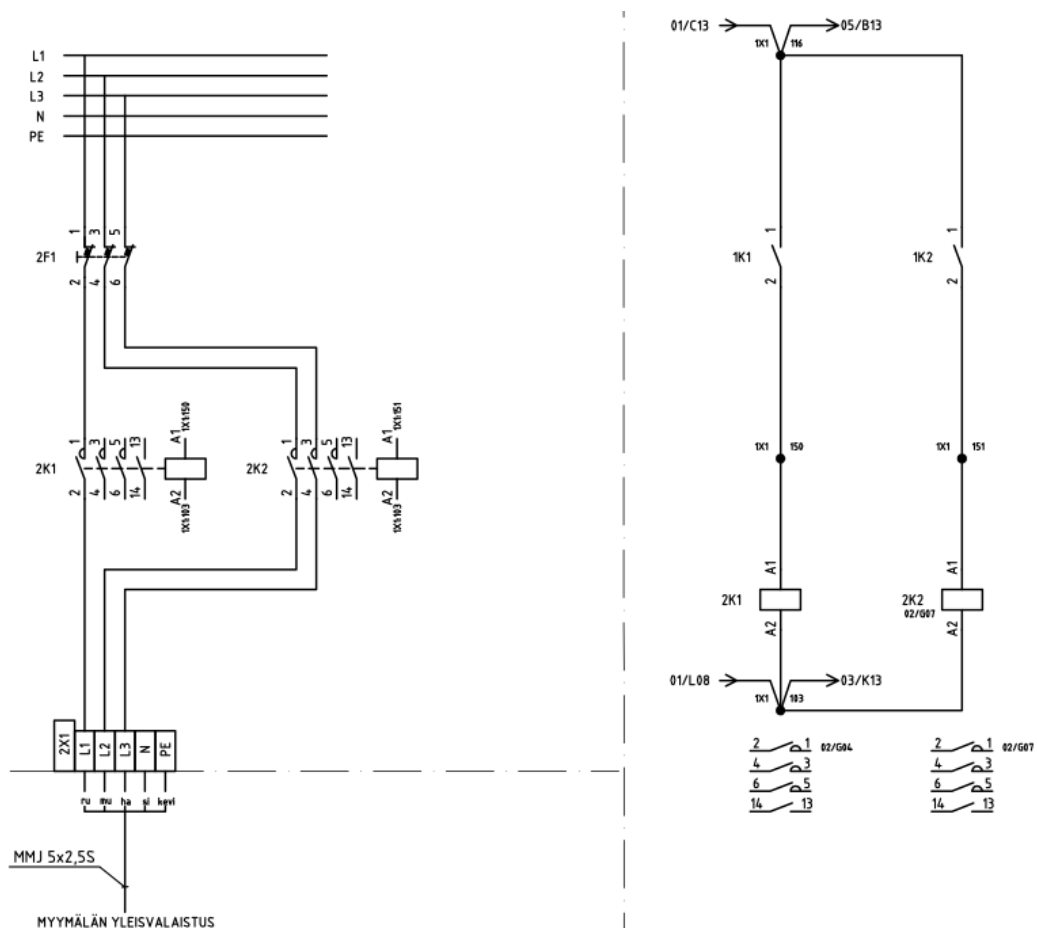 L1
L2
L3
N
PE
1 3 5
2F1
2 4 6
2K1
1 3 5 13
2 4 6 14
A1 1X1:150
A2 1X1:103
2K2
1 3 5 13
2 4 6 14
A1 1X1:151
A2 1X1:103
2X1 L1 L2 L3 N PE
ru mu ha si kevi
MMJ 5x2,5S
MYYMÄLÄN YLEISVALAISTUS
01/C13 05/B13
1X1 116
1 1
1K1 1K2
2 2
1X1 150 1X1 151
A1 A1
2K1 2K2
02/G07
A2 A2
01/L08 03/K13
1X1 103
2 1 02/G04 2 1 02/G07
4 3 4 3
6 5 6 5
14 13 14 13